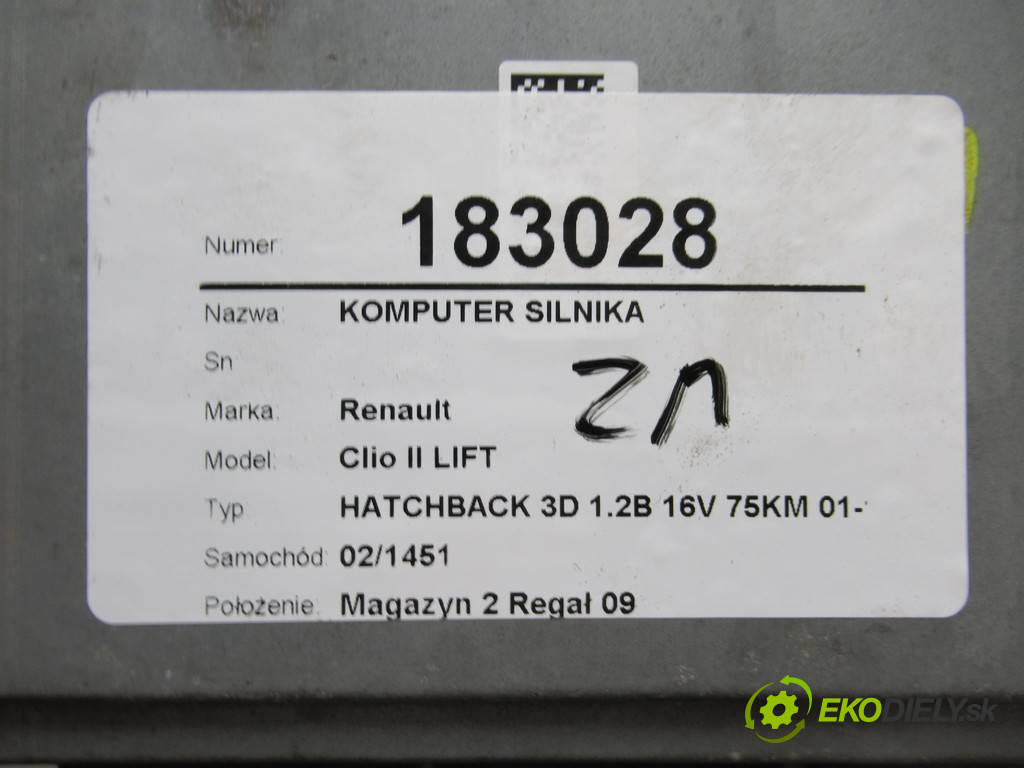 Numer: 183028
Nazwa: KOMPUTER SILNIKA
Sn
Marka: Renault
Model: Clio II LIFT
Typ HATCHBACK 3D 1.2B 16V 75KM 01-
Samochód: 02/1451
Położenie: Magazyn 2 Regał 09
EKODIELY.sk